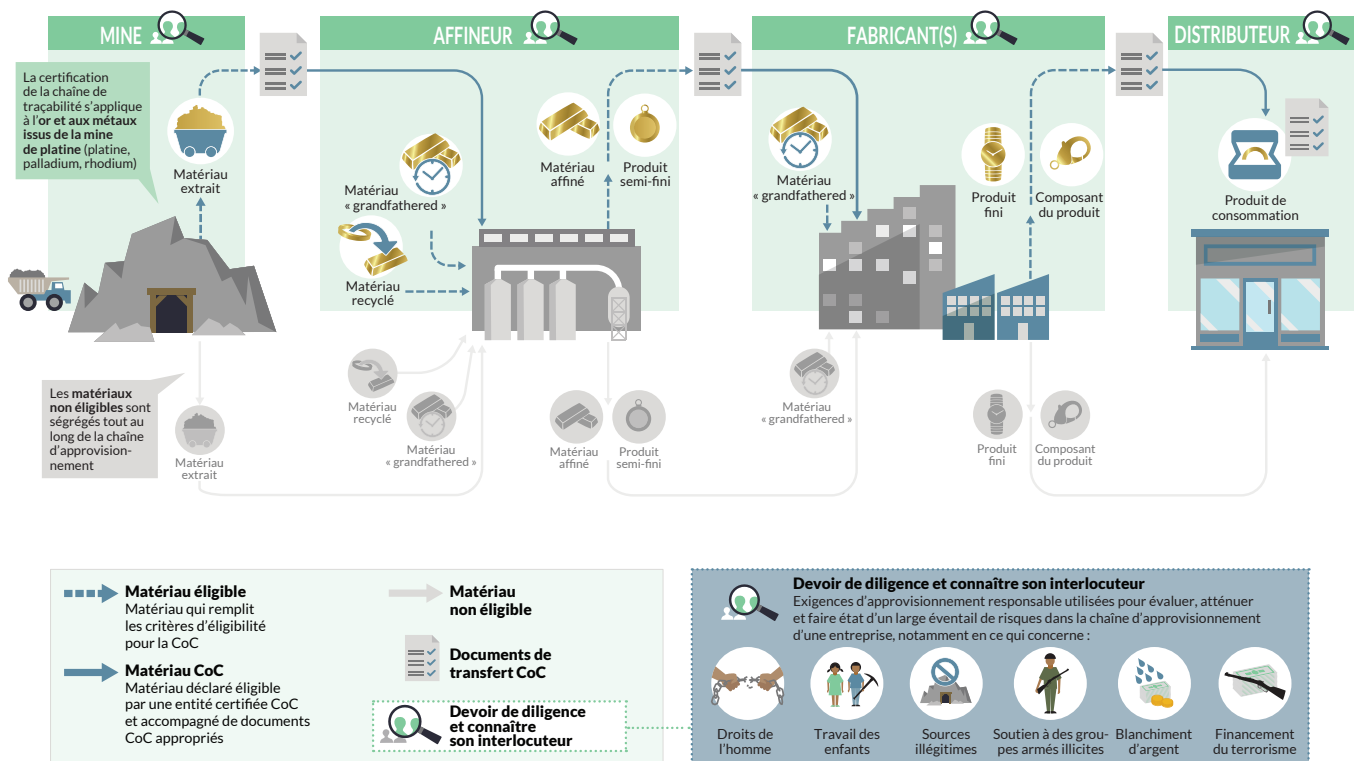 MINE
AFFINEUR
FABRICANT(S)
DISTRIBUTEUR
La certification
de la chaîne de
traçabilité s'applique
à l'or et aux métaux
issus de la mine
de platine (platine,
palladium, rhodium)
Matériau
extrait
Matériau
« grandfathered »
Matériau
recyclé
Matériau
affiné
Produit
semi-fini
Matériau
« grandfathered »
Produit
fini
Composant
du produit
Produit de
consommation
Les matériaux
non éligibles sont
ségrégés tout au
long de la chaîne
d'approvision-
nement
Matériau
extrait
Matériau
recyclé
Matériau
« grandfathered »
Matériau
affiné
Produit
semi-fini
Matériau
« grandfathered »
Produit
fini
Composant
du produit
Matériau éligible
Matériau qui remplit
les critères d'éligibilité
pour la CoC
Matériau CoC
Matériau déclaré éligible
par une entité certifiée CoC
et accompagné de documents
CoC appropriés
Matériau
non éligible
Documents de
transfert CoC
Devoir de diligence
et connaître
son interlocuteur
Devoir de diligence et connaître son interlocuteur
Exigences d'approvisionnement responsable utilisées pour évaluer, atténuer
et faire état d'un large éventail de risques dans la chaîne d'approvisionnement
d'une entreprise, notamment en ce qui concerne :
Droits de
l'homme
Travail des
enfants
Sources
illégitimes
Soutien à des grou-
pes armés illicites
Blanchiment
d'argent
Financement
du terrorisme